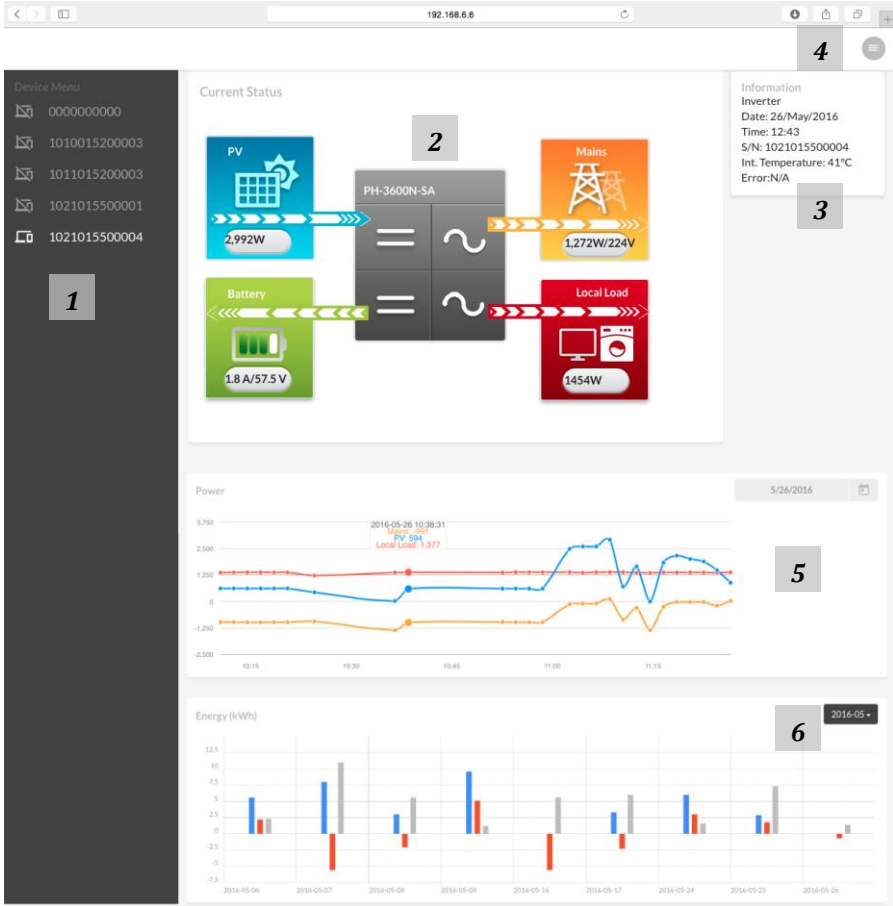 192.168.6.6
4
Device Menu
0000000000
1010015200003
1011015200003
1021015500001
1021015500004
1
Current Status
2
PV
2,992W
PH-3600N-SA
Mains
1,272W/224V
Battery
1.8 A/57.5 V
Local Load
1454W
Information
Inverter
Date: 26/May/2016
Time: 12:43
S/N: 1021015500004
Int. Temperature: 41°C
Error:N/A
3
Power
5/26/2016
2016-05-26 10:38:31
Mains: -991
PV: 594
Local Load: 1,377
3,750
2,500
1,250
0
-1,250
-2,500
10:15 10:30 10:45 11:00 11:15
5
Energy (kWh)
6
2016-05
12.5
10
7.5
5
2.5
0
-2.5
-5
-7.5
2016-05-06 2016-05-07 2016-05-08 2016-05-09 2016-05-16 2016-05-17 2016-05-24 2016-05-25 2016-05-26